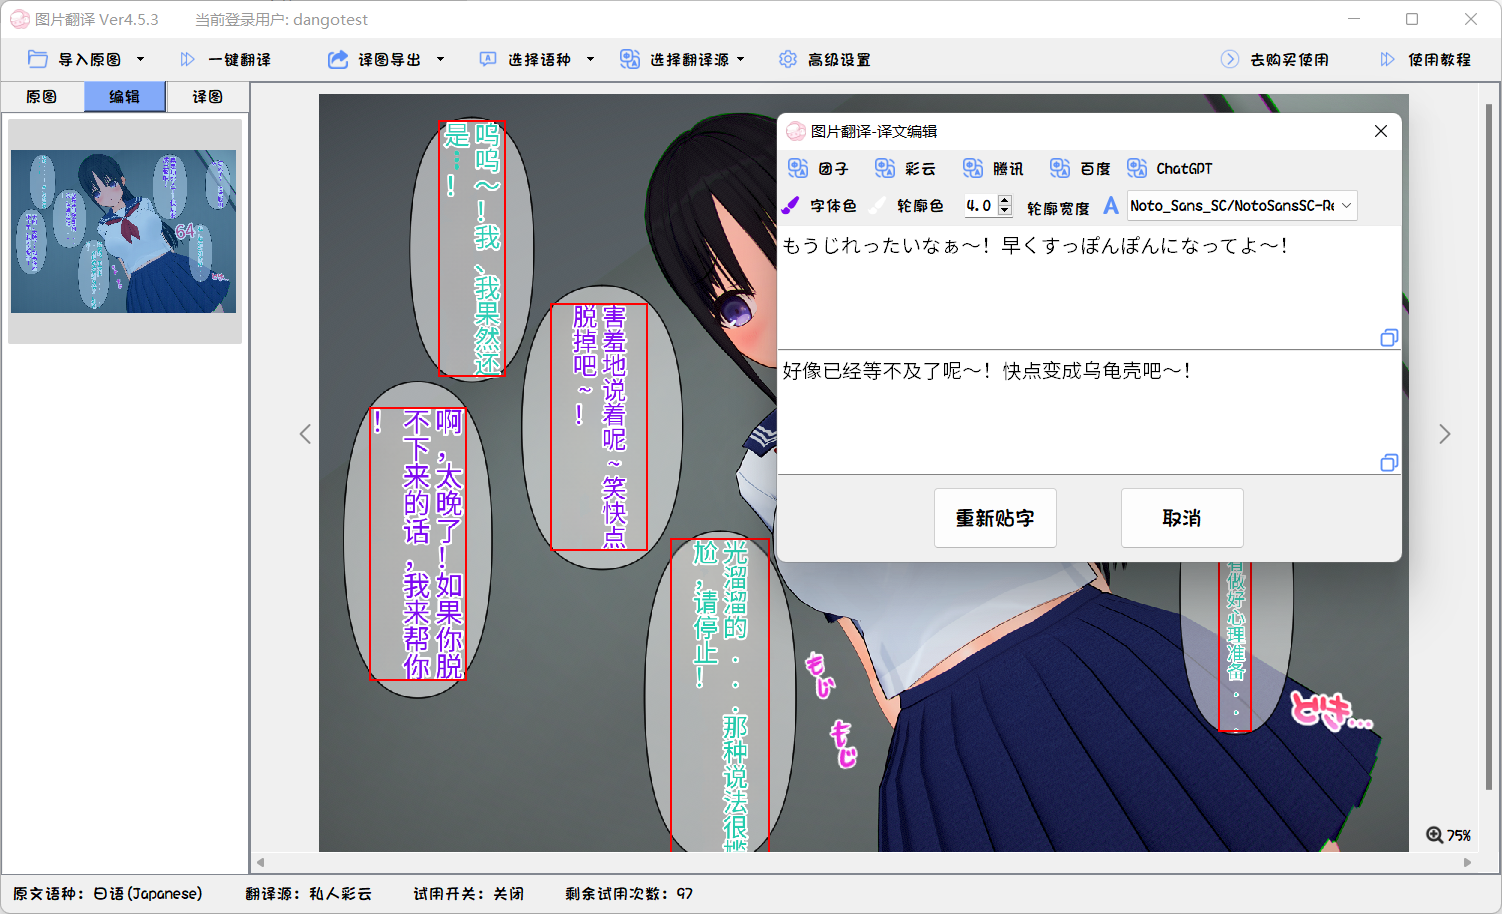 图片翻译 Ver4.5.3 当前登录用户: dangotest
导入原图 一键翻译 译图导出 选择语种 选择翻译源 高级设置 去购买使用 使用教程
原图 编辑 译图
呜呜~！我、我果然还
是…！
害羞地说着呢~笑快点
脱掉吧~！
啊,太晚了!如果你脱
不下来的话,我来帮你
!
光溜溜的...那种说法很尴
尬,请停止!
有做好心理准备...
もじ
もじ
どき…
64
图片翻译-译文编辑
团子 彩云 腾讯 百度 ChatGPT
字体色 轮廓色 4.0 轮廓宽度 A Noto_Sans_SC/NotoSansSC-Re
もうじれったいなぁ～！早くすっぽんぽんになってよ～！
好像已经等不及了呢～！快点变成乌龟壳吧～！
重新贴字 取消
75%
原文语种: 日语(Japanese) 翻译源: 私人彩云 试用开关: 关闭 剩余试用次数: 97